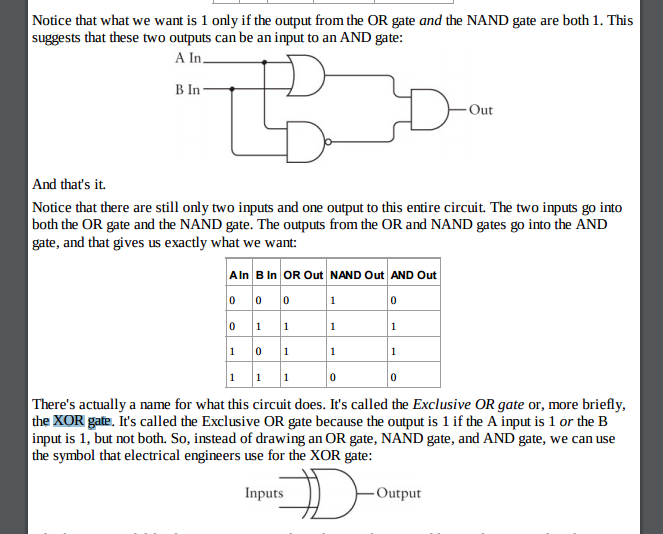 Notice that what we want is 1 only if the output from the OR gate and the NAND gate are both 1. This
suggests that these two outputs can be an input to an AND gate:
A In
B In
Out
And that's it.
Notice that there are still only two inputs and one output to this entire circuit. The two inputs go into
both the OR gate and the NAND gate. The outputs from the OR and NAND gates go into the AND
gate, and that gives us exactly what we want:
A In B In OR Out NAND Out AND Out
0 0 0 1 0
0 1 1 1 1
1 0 1 1 1
1 1 1 0 0
There's actually a name for what this circuit does. It's called the Exclusive OR gate or, more briefly,
the XOR gate. It's called the Exclusive OR gate because the output is 1 if the A input is 1 or the B
input is 1, but not both. So, instead of drawing an OR gate, NAND gate, and AND gate, we can use
the symbol that electrical engineers use for the XOR gate:
Inputs
Output